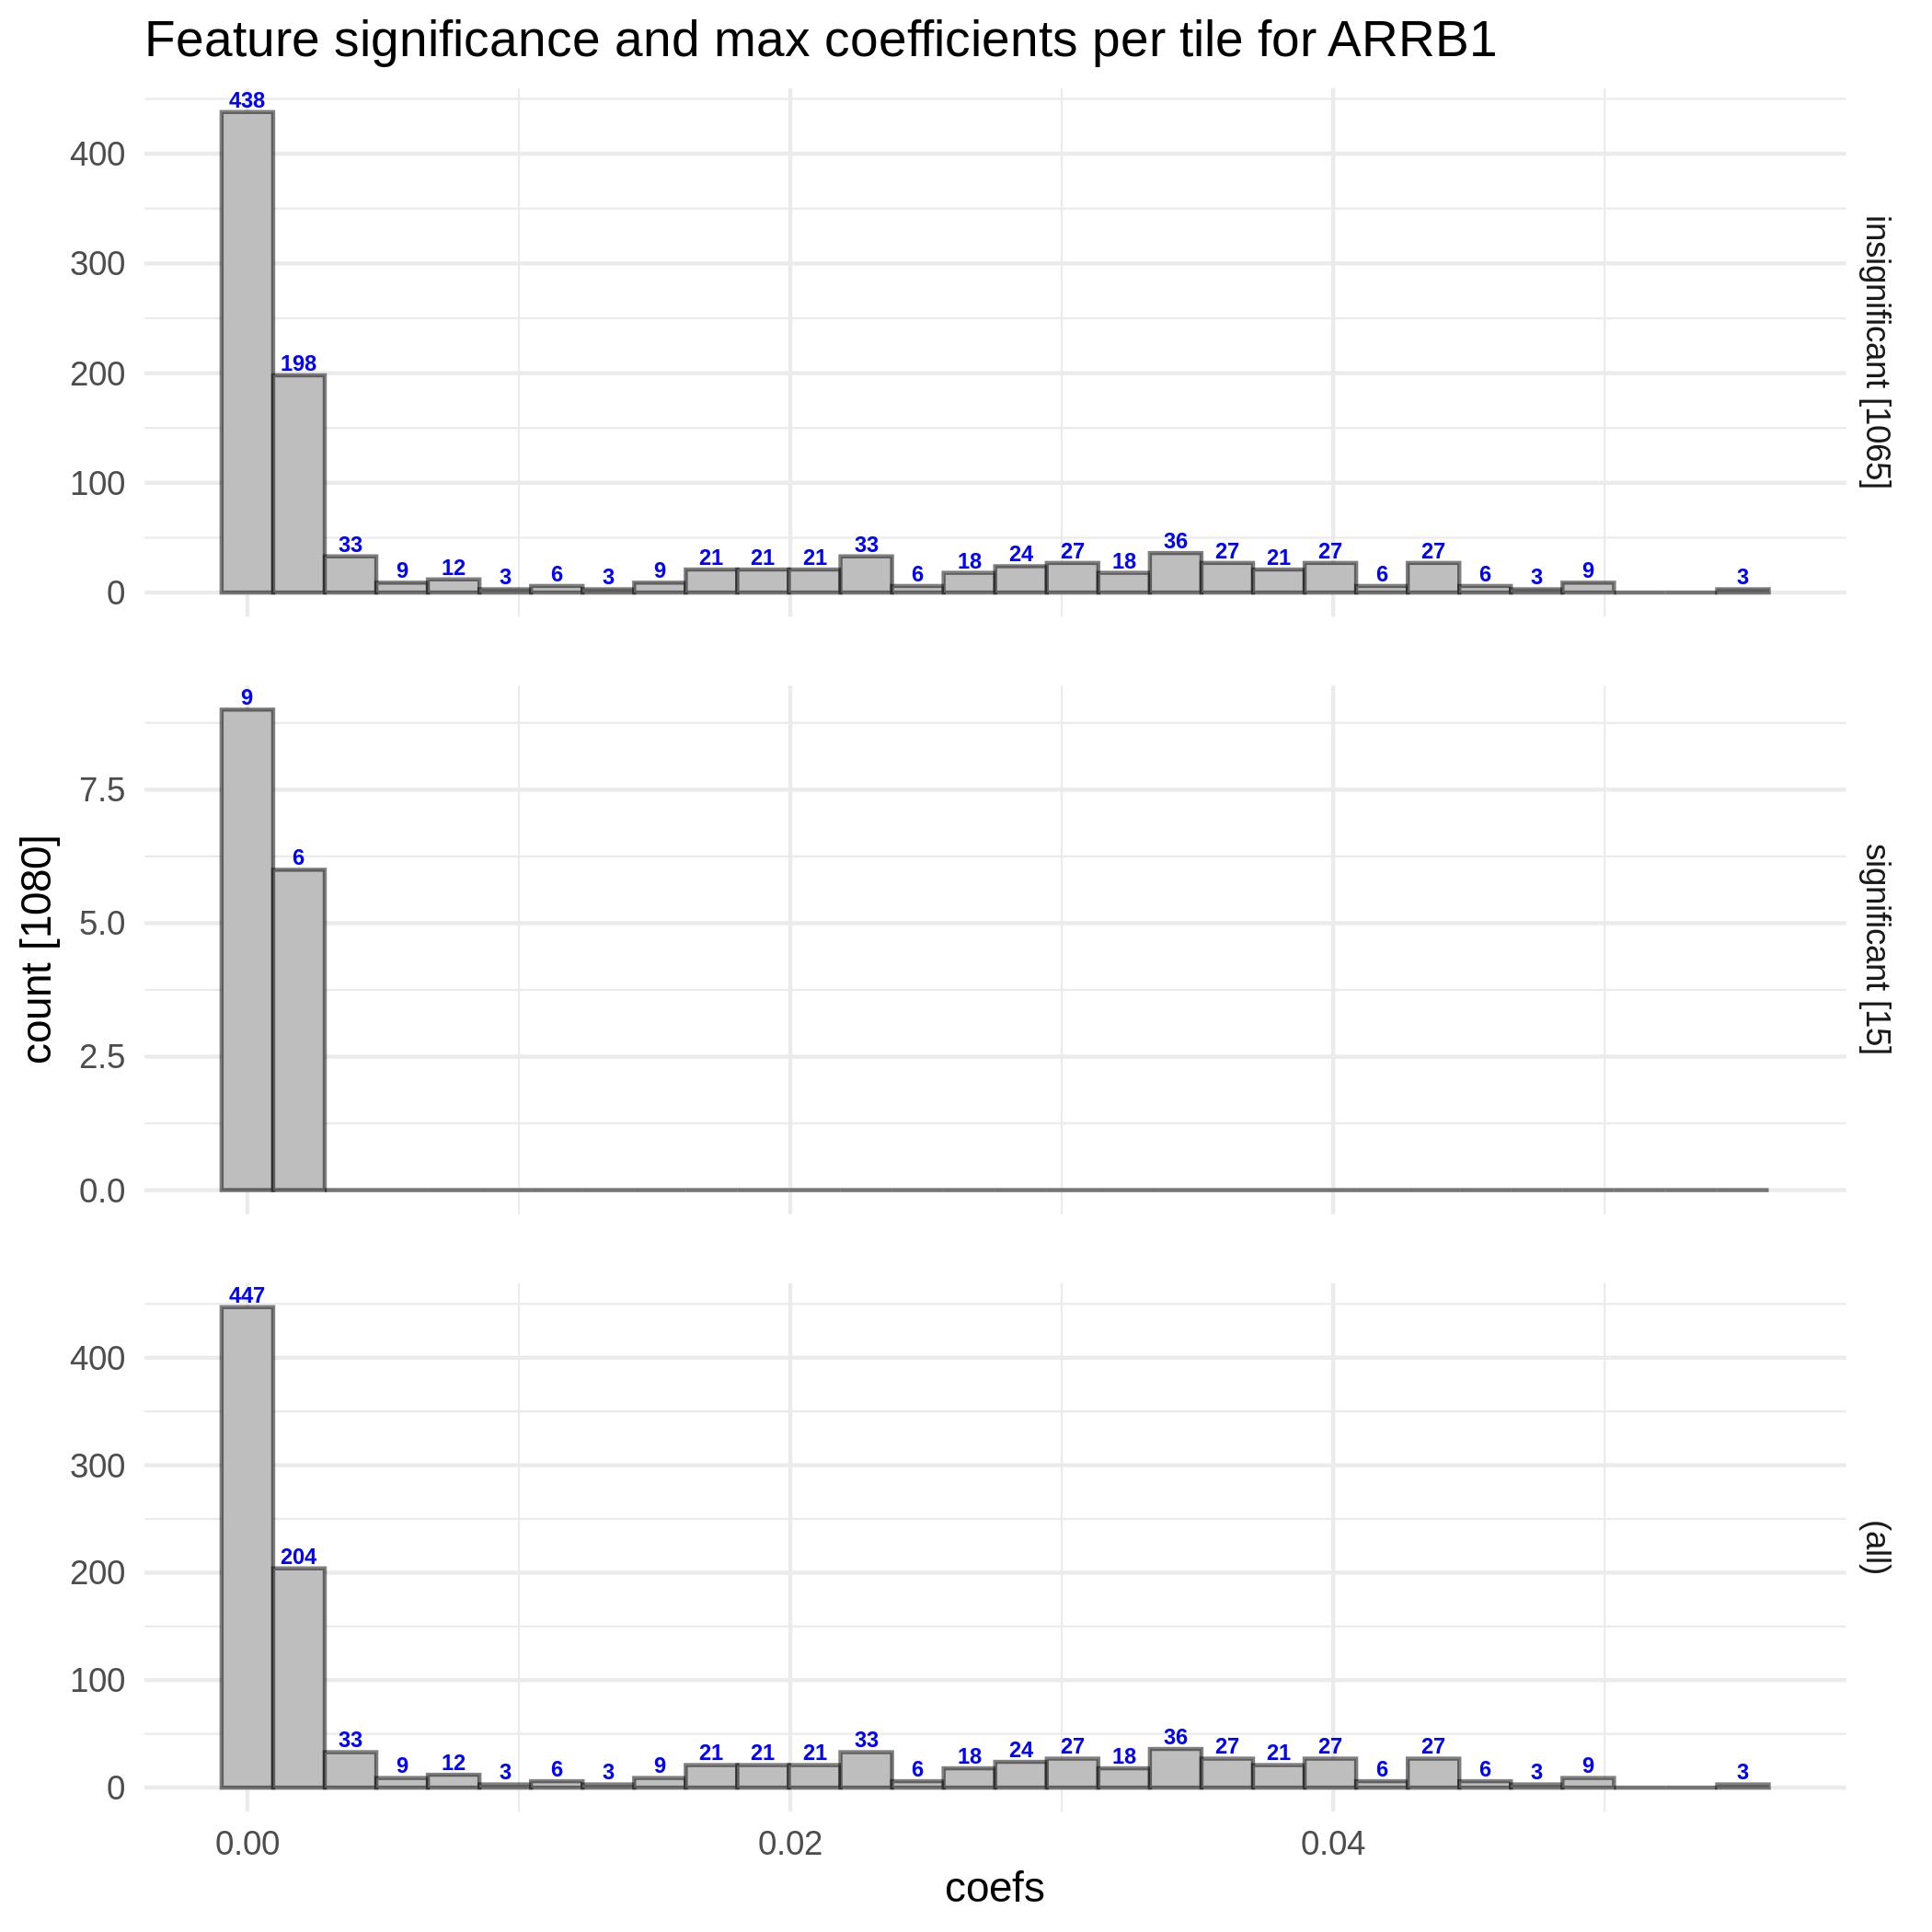 Feature significance and max coefficients per tile for ARRB1
438
198
33 9 12 3 6 3 9 21 21 21 33 6 18 24 27 18 36 27 21 27 6 27 6 3 9 3
400
300
200
100
0
insignificant [1065]
9
6
7.5
5.0
2.5
0.0
significant [15]
count [1080]
447
204
33 9 12 3 6 3 9 21 21 21 33 6 18 24 27 18 36 27 21 27 6 27 6 3 9 3
400
300
200
100
0
(all)
0.00 0.02 0.04
coefs